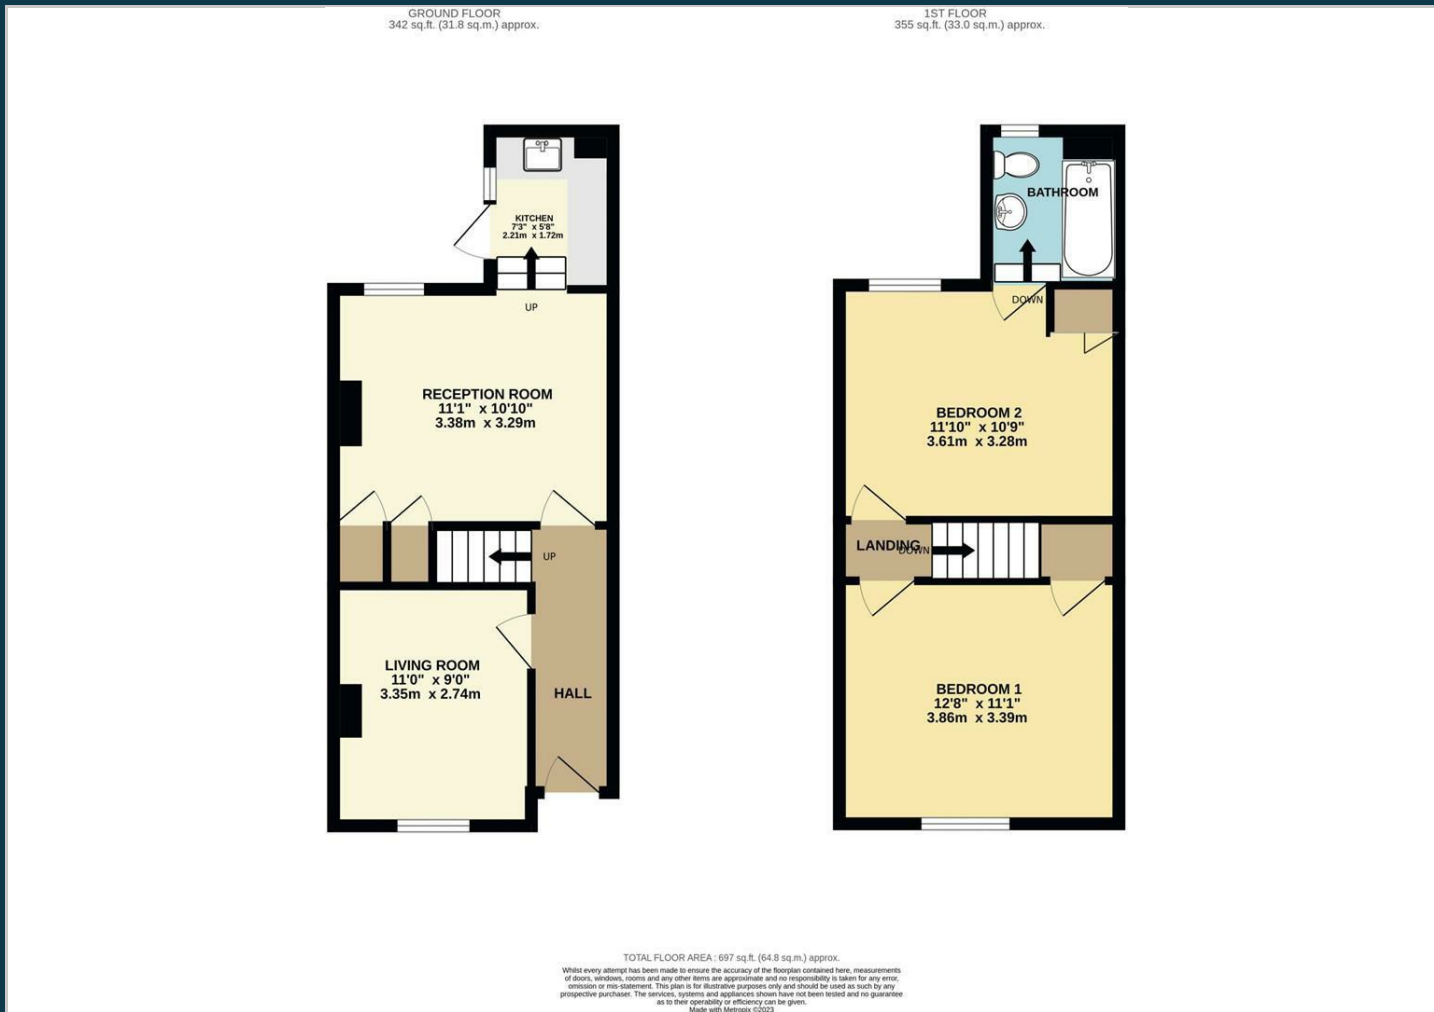 GROUND FLOOR
342 sq.ft. (31.8 sq.m.) approx.
1ST FLOOR
355 sq.ft. (33.0 sq.m.) approx.
KITCHEN
7'3" x 5'8"
2.21m x 1.72m
UP
RECEPTION ROOM
11'1" x 10'10"
3.38m x 3.29m
UP
LIVING ROOM
11'0" x 9'0"
3.35m x 2.74m
HALL
BATHROOM
DOWN
BEDROOM 2
11'10" x 10'9"
3.61m x 3.28m
LANDING
DOWN
BEDROOM 1
12'8" x 11'1"
3.86m x 3.39m
TOTAL FLOOR AREA : 697 sq.ft. (64.8 sq.m.) approx.
Whilst every attempt has been made to ensure the accuracy of the floorplan contained here, measurements
of doors, windows, rooms and any other items are approximate and no responsibility is taken for any error,
omission or mis-statement. This plan is for illustrative purposes only and should be used as such by any
prospective purchaser. The services, systems and appliances shown have not been tested and no guarantee
as to their operability or efficiency can be given.
Made with Metropix ©2023